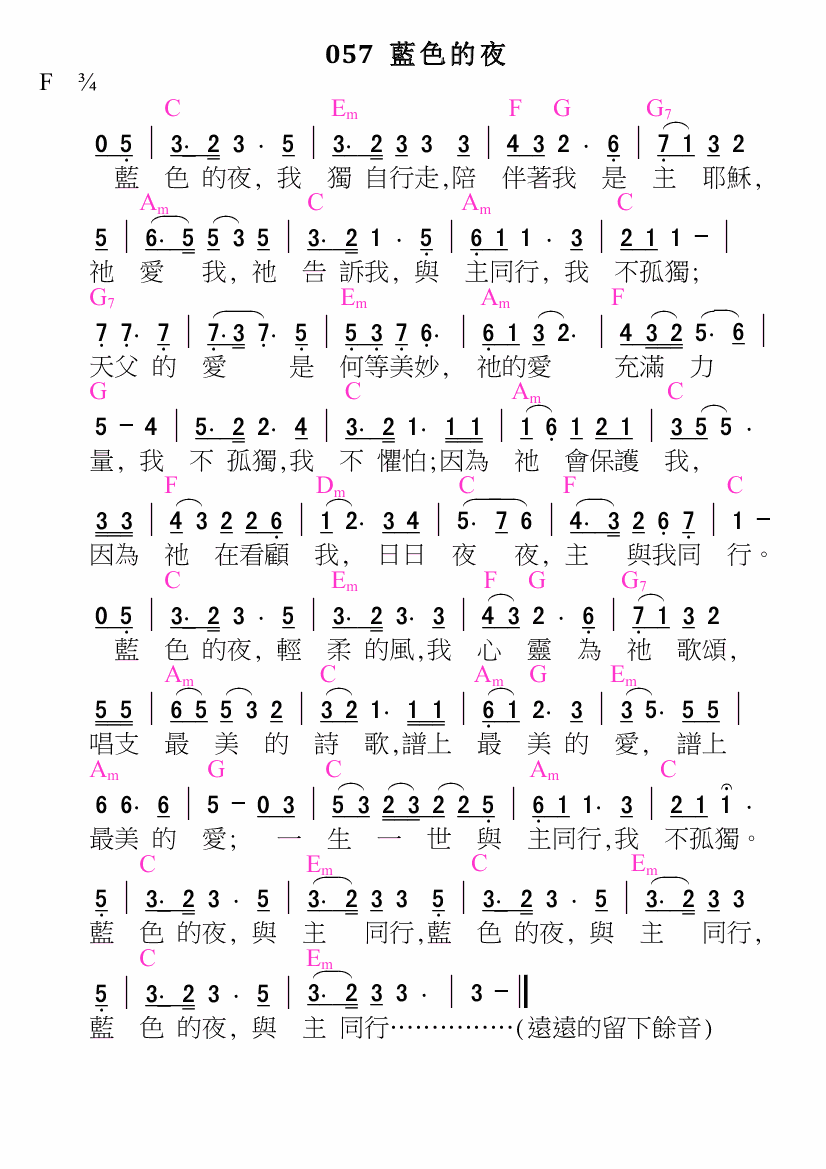 057 藍色的夜
F ¾
C Em F G G7
0 5 | 3· 2 3 · 5 | 3· 2 3 3 3 | 4 3 2 · 6 | 7 1 3 2
藍 色 的夜, 我 獨 自行走,陪 伴著我 是 主 耶穌,
Am C Am C
5 | 6· 5 5 3 5 | 3· 2 1 · 5 | 6 1 1 · 3 | 2 1 1 - |
祂 愛 我, 祂 告 訴我, 與 主同行, 我 不孤獨;
G7 Em Am F
7 7· 7 | 7·3 7· 5 | 5 3 7 6· | 6 1 3 2· | 4 3 2 5· 6 |
天父 的 愛 是 何等美妙, 祂的愛 充滿 力
G C Am C
5 - 4 | 5· 2 2· 4 | 3· 2 1· 1 1 | 1 6 1 2 1 | 3 5 5 ·
量, 我 不 孤獨,我 不 懼怕;因為 祂 會保護 我,
F Dm C F C
3 3 | 4 3 2 2 6 | 1 2· 3 4 | 5· 7 6 | 4· 3 2 6 7 | 1 -
因為 祂 在看顧 我, 日日 夜 夜, 主 與我同 行。
C Em F G G7
0 5 | 3· 2 3 · 5 | 3· 2 3· 3 | 4 3 2 · 6 | 7 1 3 2
藍 色 的夜, 輕 柔 的風,我 心 靈 為 祂 歌頌,
Am C Am G Em
5 5 | 6 5 5 3 2 | 3 2 1· 1 1 | 6 1 2· 3 | 3 5· 5 5 |
唱支 最 美 的 詩 歌,譜上 最 美 的 愛, 譜上
Am G C Am C
6 6· 6 | 5 - 0 3 | 5 3 2 3 2 2 5 | 6 1 1· 3 | 2 1 1 ·
最美 的 愛; 一 生 一 世 與 主同行,我 不孤獨。
C Em C Em
5 | 3· 2 3 · 5 | 3· 2 3 3 5 | 3· 2 3 · 5 | 3· 2 3 3
藍 色 的夜, 與 主 同行,藍 色 的夜, 與 主 同行,
C Em
5 | 3· 2 3 · 5 | 3· 2 3 3 · | 3 - ‖
藍 色 的夜, 與 主 同行……………(遠遠的留下餘音)